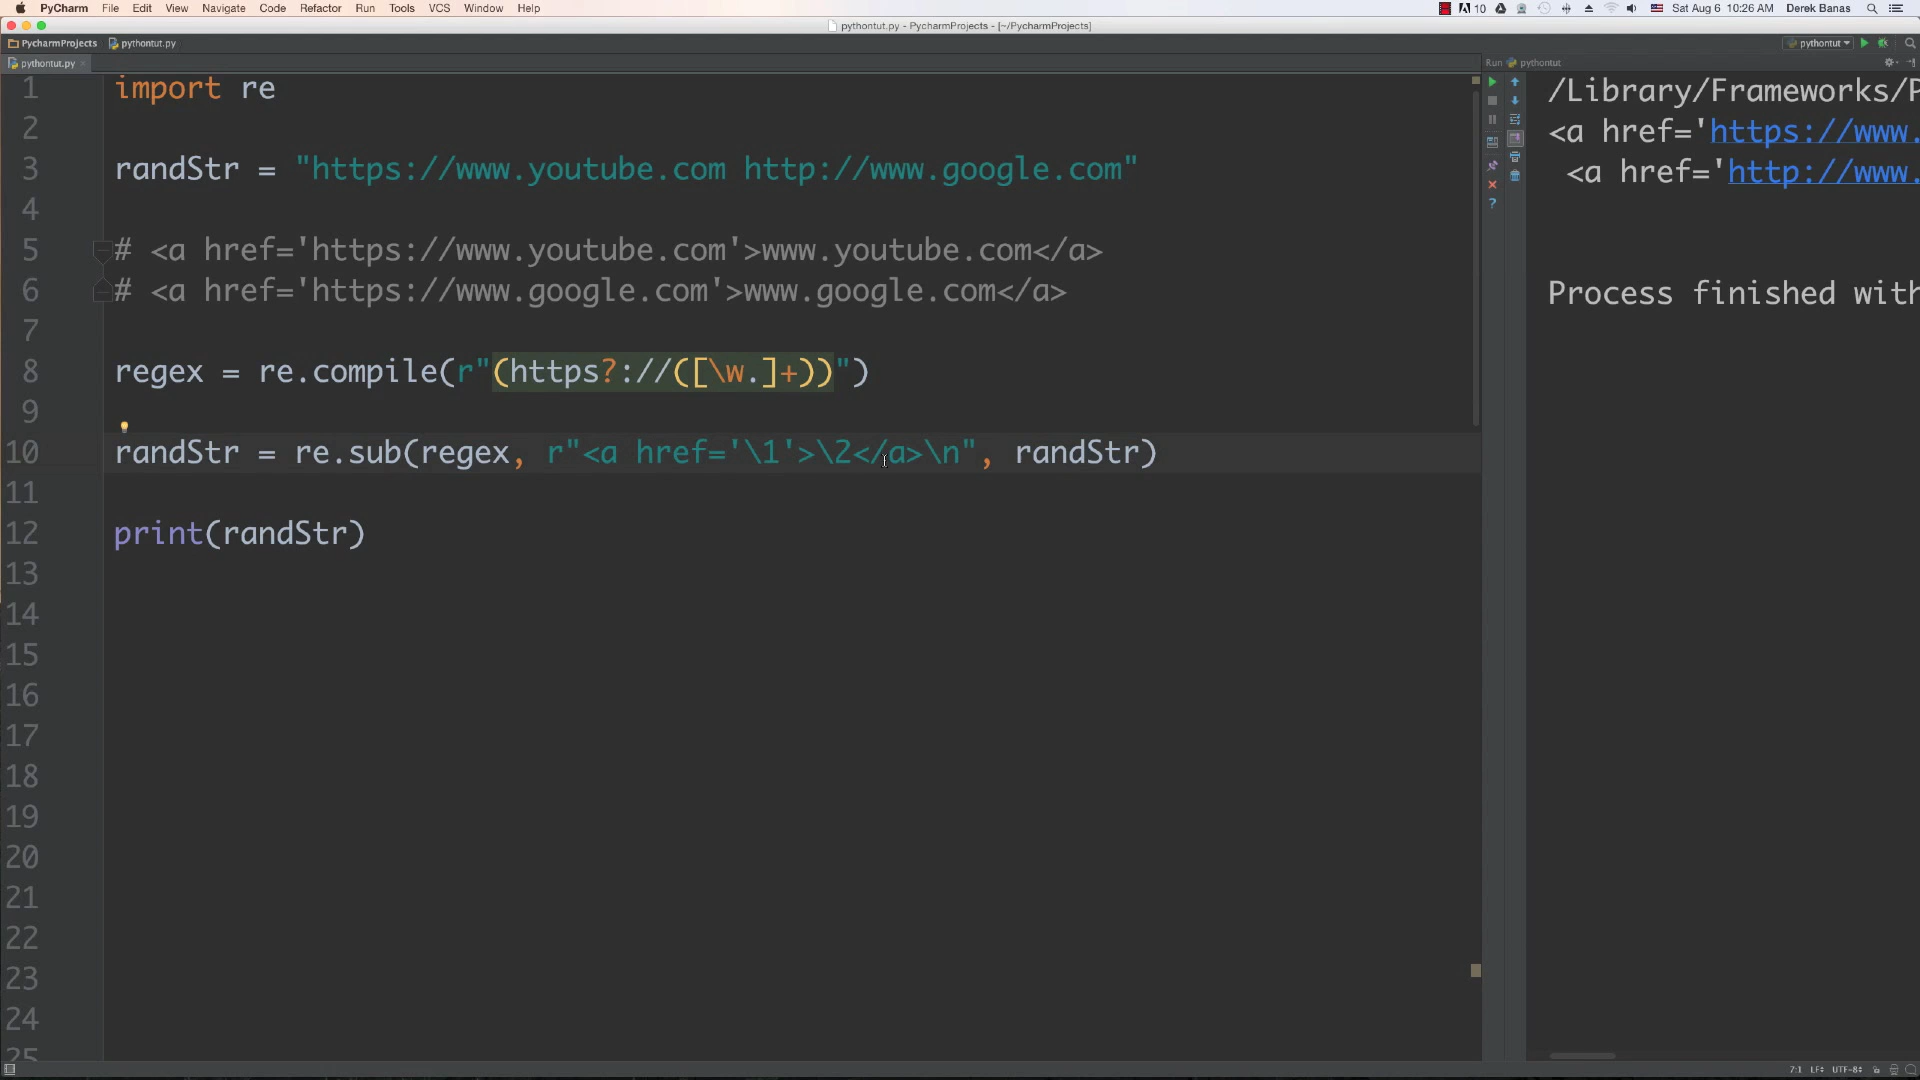 PyCharm File Edit View Navigate Code Refactor Run Tools VCS Window Help 10 Sat Aug 6 10:26 AM Derek Banas
pythontut.py - PycharmProjects - [~/PycharmProjects]
PycharmProjects pythontut.py pythontut
pythontut.py
Run pythontut
1 import re
2
3 randStr = "https://www.youtube.com http://www.google.com"
4
5 # <a href='https://www.youtube.com'>www.youtube.com</a>
6 # <a href='https://www.google.com'>www.google.com</a>
7
8 regex = re.compile(r"(https?://([\w.]+))")
9
10 randStr = re.sub(regex, r"<a href='\1'>\2</a>\n", randStr)
11
12 print(randStr)
13
14
15
16
17
18
19
20
21
22
23
24
25
/Library/Frameworks/P
<a href='https://www.
<a href='http://www.
Process finished with
7:1 LF÷ UTF-8÷